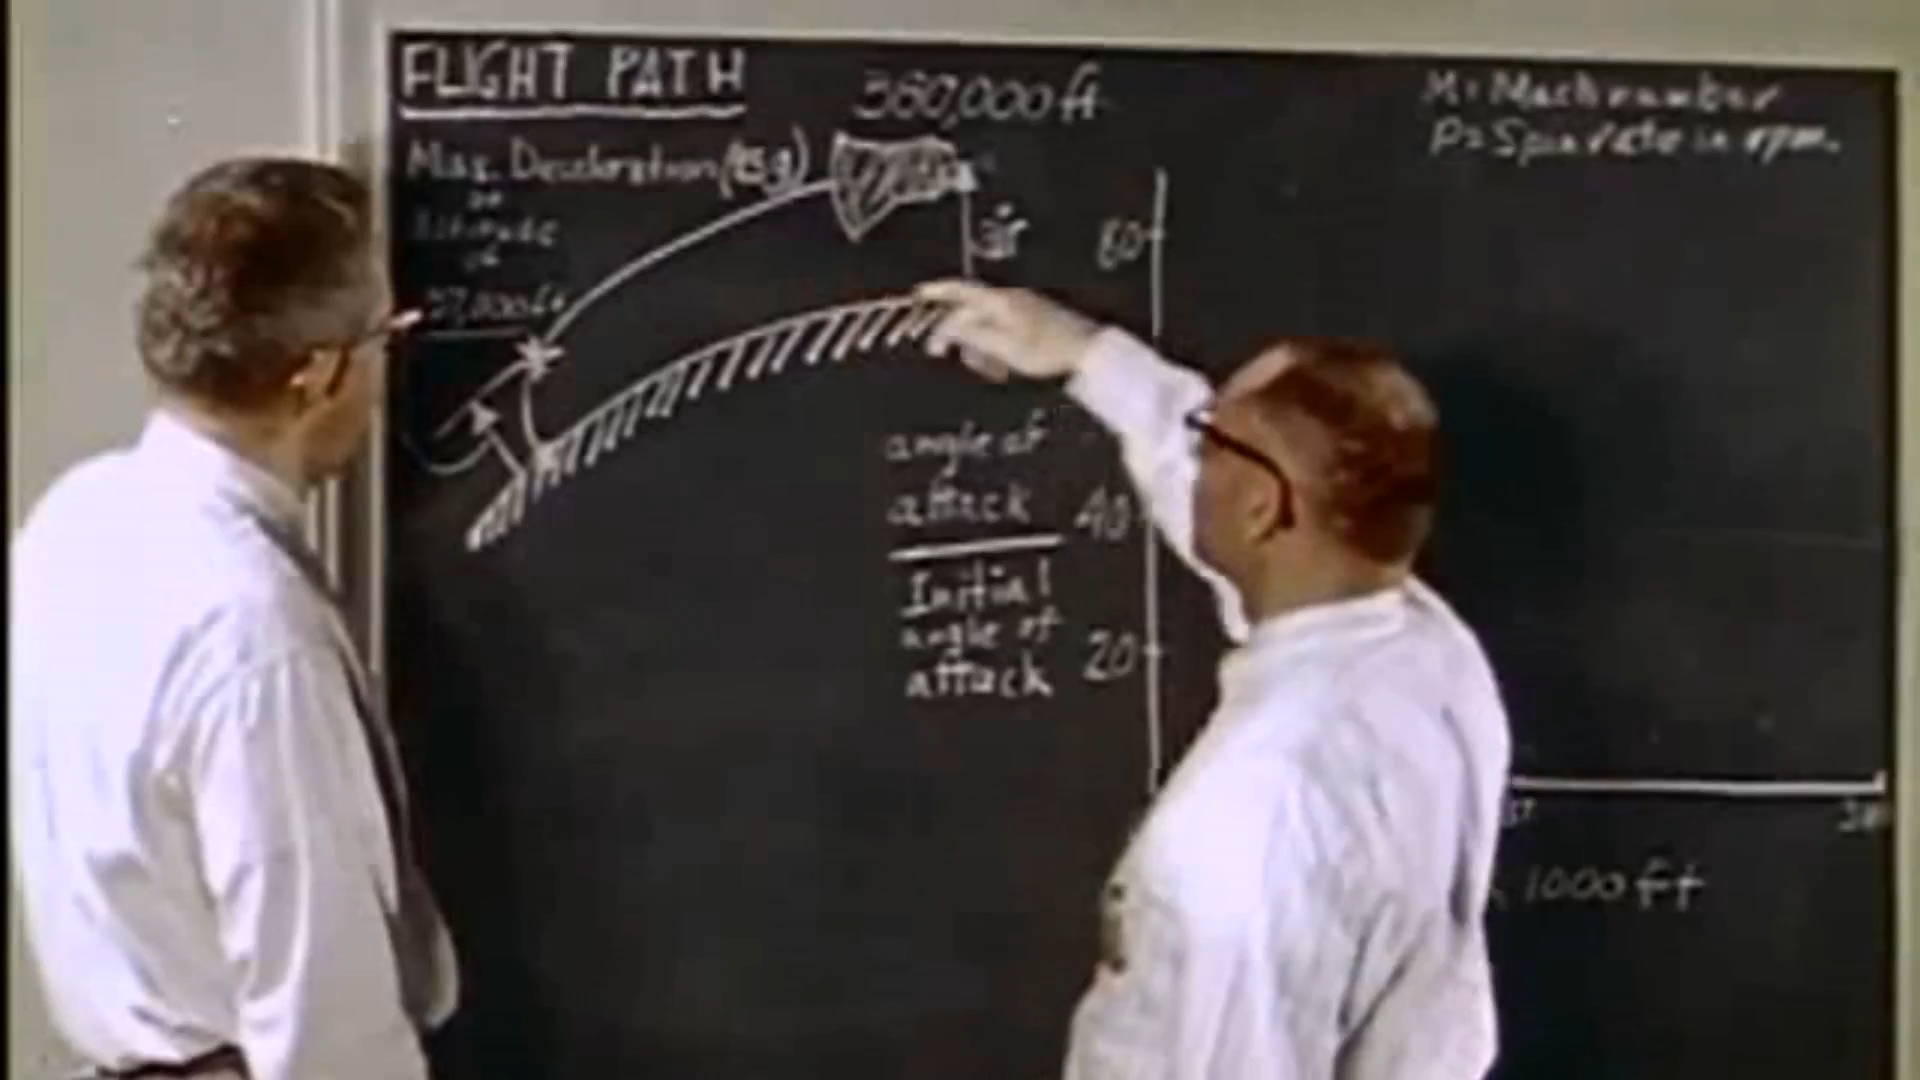 FLIGHT PATH
360,000 ft
M = Mach number
P = Spin rate in rpm.
Max. Deceleration
Altitude
air
60
angle of
attack
40
Initial
angle of
attack
20
1000 ft